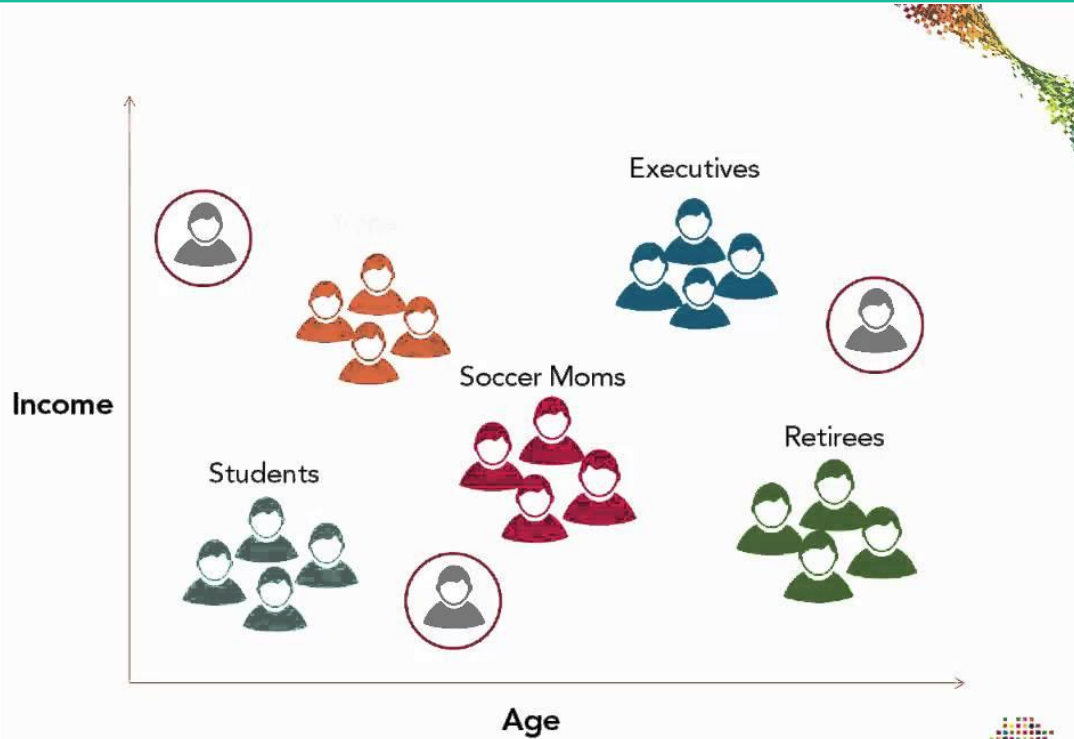 Executives
Soccer Moms
Income
Retirees
Students
Age